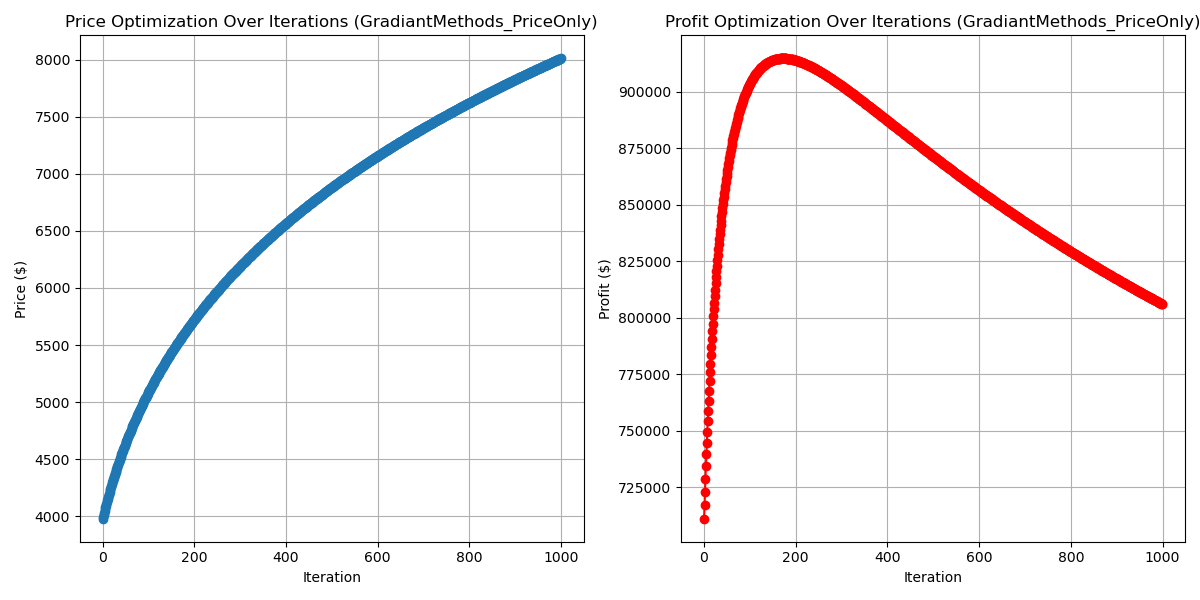 Price Optimization Over Iterations (GradiantMethods_PriceOnly)
Price ($)
8000
7500
7000
6500
6000
5500
5000
4500
4000
0 200 400 600 800 1000
Iteration
Profit Optimization Over Iterations (GradiantMethods_PriceOnly)
Profit ($)
900000
875000
850000
825000
800000
775000
750000
725000
0 200 400 600 800 1000
Iteration